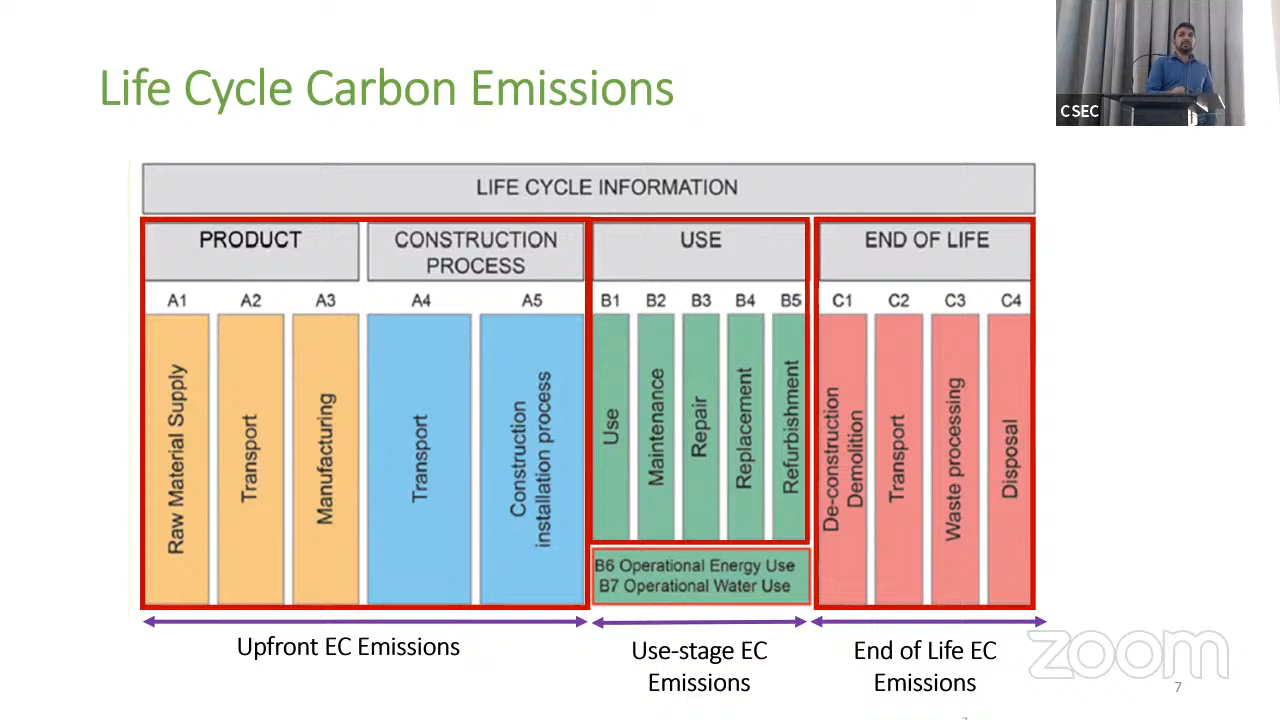 Life Cycle Carbon Emissions
CSEC
LIFE CYCLE INFORMATION
PRODUCT
CONSTRUCTION
PROCESS
USE
END OF LIFE
A1
A2
A3
A4
A5
B1
B2
B3
B4
B5
C1
C2
C3
C4
Raw Material Supply
Transport
Manufacturing
Transport
Construction
installation process
Use
Maintenance
Repair
Replacement
Refurbishment
De-construction
Demolition
Transport
Waste processing
Disposal
B6 Operational Energy Use
B7 Operational Water Use
Upfront EC Emissions
Use-stage EC
Emissions
End of Life EC
Emissions
zoom
7